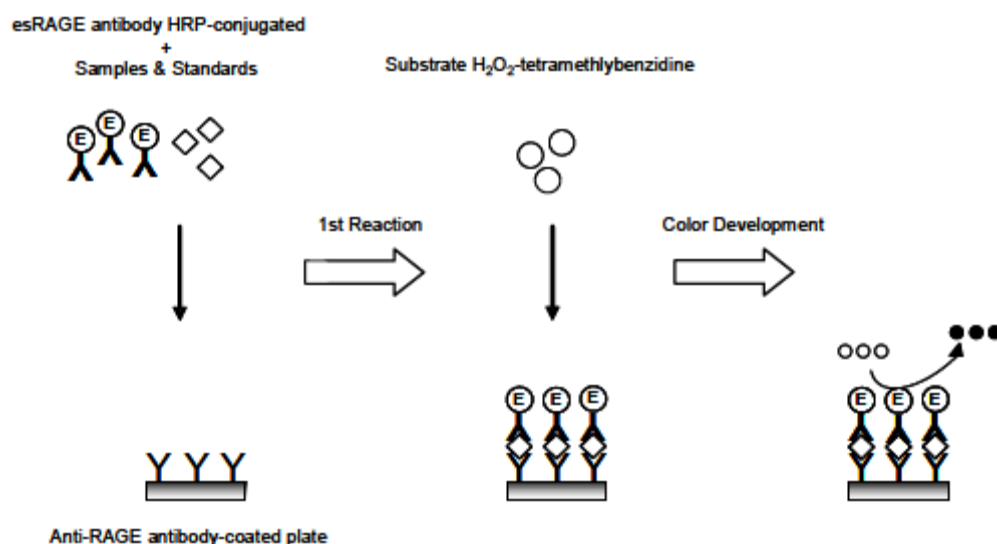 esRAGE antibody HRP-conjugated
+
Samples & Standards
Substrate H₂O₂-tetramethlybenzidine
E E E
1st Reaction
Color Development
E E E
E E E
Anti-RAGE antibody-coated plate